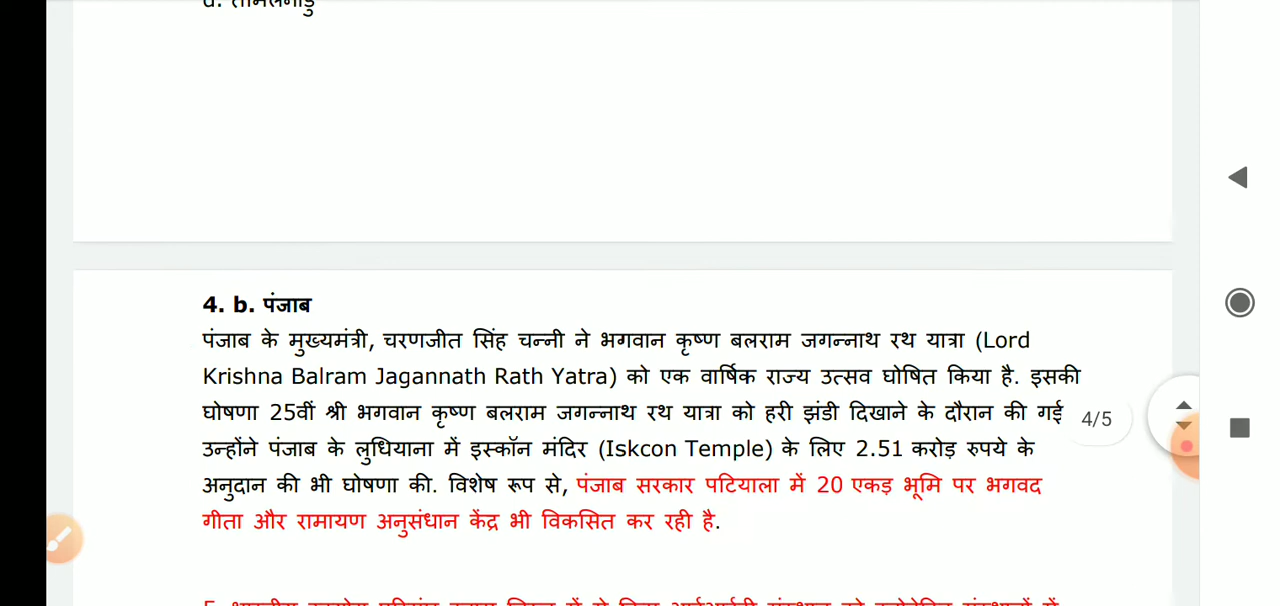 d. तामिलनाडु
4. b. पंजाब
पंजाब के मुख्यमंत्री, चरणजीत सिंह चन्नी ने भगवान कृष्ण बलराम जगन्नाथ रथ यात्रा (Lord
Krishna Balram Jagannath Rath Yatra) को एक वार्षिक राज्य उत्सव घोषित किया है. इसकी
घोषणा 25वीं श्री भगवान कृष्ण बलराम जगन्नाथ रथ यात्रा को हरी झंडी दिखाने के दौरान की गई
4/5
उन्होंने पंजाब के लुधियाना में इस्कॉन मंदिर (Iskcon Temple) के लिए 2.51 करोड़ रुपये के
अनुदान की भी घोषणा की. विशेष रूप से, पंजाब सरकार पटियाला में 20 एकड़ भूमि पर भगवद
गीता और रामायण अनुसंधान केंद्र भी विकसित कर रही है.